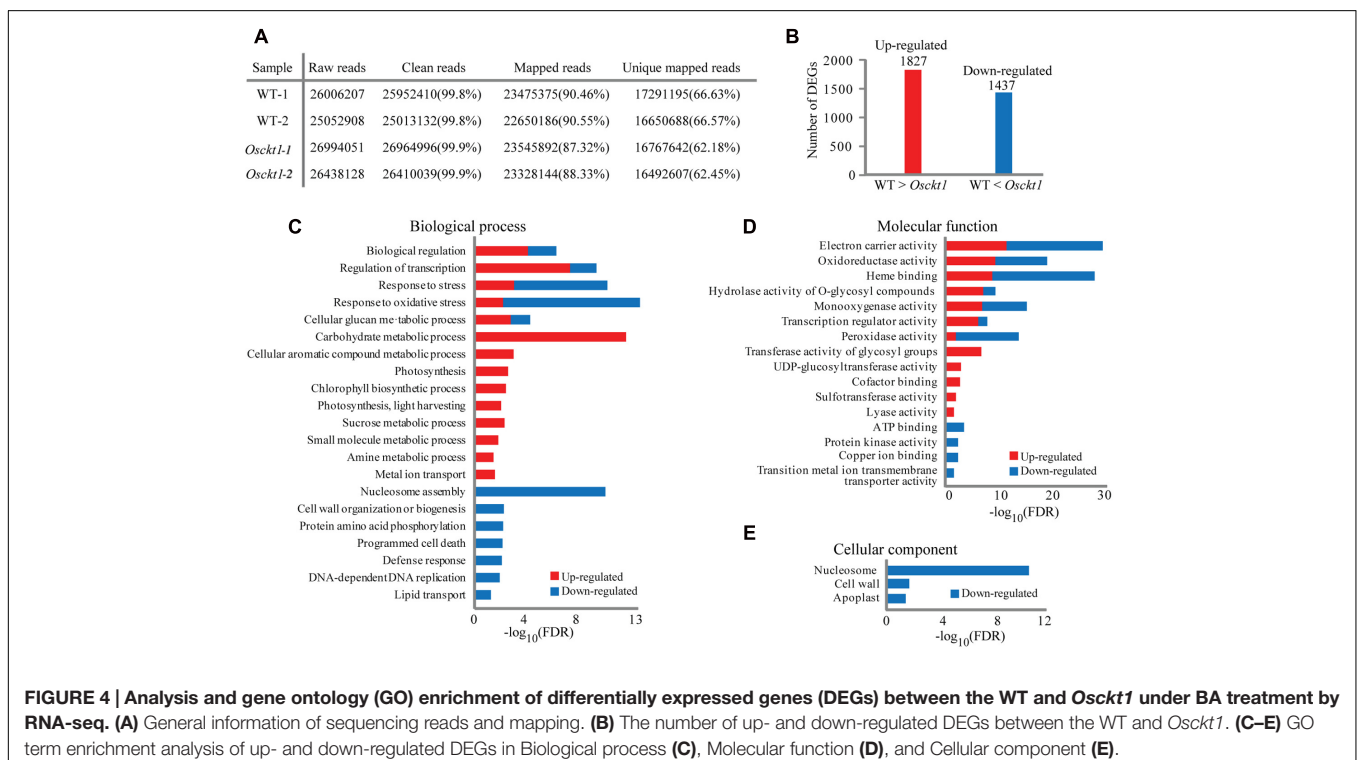 A
Sample Raw reads Clean reads Mapped reads Unique mapped reads
WT-1 26006207 25952410(99.8%) 23475375(90.46%) 17291195(66.63%)
WT-2 25052908 25013132(99.8%) 22650186(90.55%) 16650688(66.57%)
Osckt1-1 26994051 26964996(99.9%) 23545892(87.32%) 16767642(62.18%)
Osckt1-2 26438128 26410039(99.9%) 23328144(88.33%) 16492607(62.45%)
B
Up-regulated
1827
Down-regulated
1437
Number of DEGs
2000
1500
1000
500
0
WT > Osckt1 WT < Osckt1
C
Biological process
Biological regulation
Regulation of transcription
Response to stress
Response to oxidative stress
Cellular glucan me-tabolic process
Carbohydrate metabolic process
Cellular aromatic compound metabolic process
Photosynthesis
Chlorophyll biosynthetic process
Photosynthesis, light harvesting
Sucrose metabolic process
Small molecule metabolic process
Amine metabolic process
Metal ion transport
Nucleosome assembly
Cell wall organization or biogenesis
Protein amino acid phosphorylation
Programmed cell death
Defense response
DNA-dependent DNA replication
Lipid transport
Up-regulated
Down-regulated
0 4 8 13
-log10(FDR)
D
Molecular function
Electron carrier activity
Oxidoreductase activity
Heme binding
Hydrolase activity of O-glycosyl compounds
Monooxygenase activity
Transcription regulator activity
Peroxidase activity
Transferase activity of glycosyl groups
UDP-glucosyltransferase activity
Cofactor binding
Sulfotransferase activity
Lyase activity
ATP binding
Protein kinase activity
Copper ion binding
Transition metal ion transmembrane
transporter activity
Up-regulated
Down-regulated
0 10 20 30
-log10(FDR)
E
Cellular component
Nucleosome
Cell wall
Apoplast
Down-regulated
0 4 8 12
-log10(FDR)
FIGURE 4 | Analysis and gene ontology (GO) enrichment of differentially expressed genes (DEGs) between the WT and Osckt1 under BA treatment by
RNA-seq. (A) General information of sequencing reads and mapping. (B) The number of up- and down-regulated DEGs between the WT and Osckt1. (C–E) GO
term enrichment analysis of up- and down-regulated DEGs in Biological process (C), Molecular function (D), and Cellular component (E).